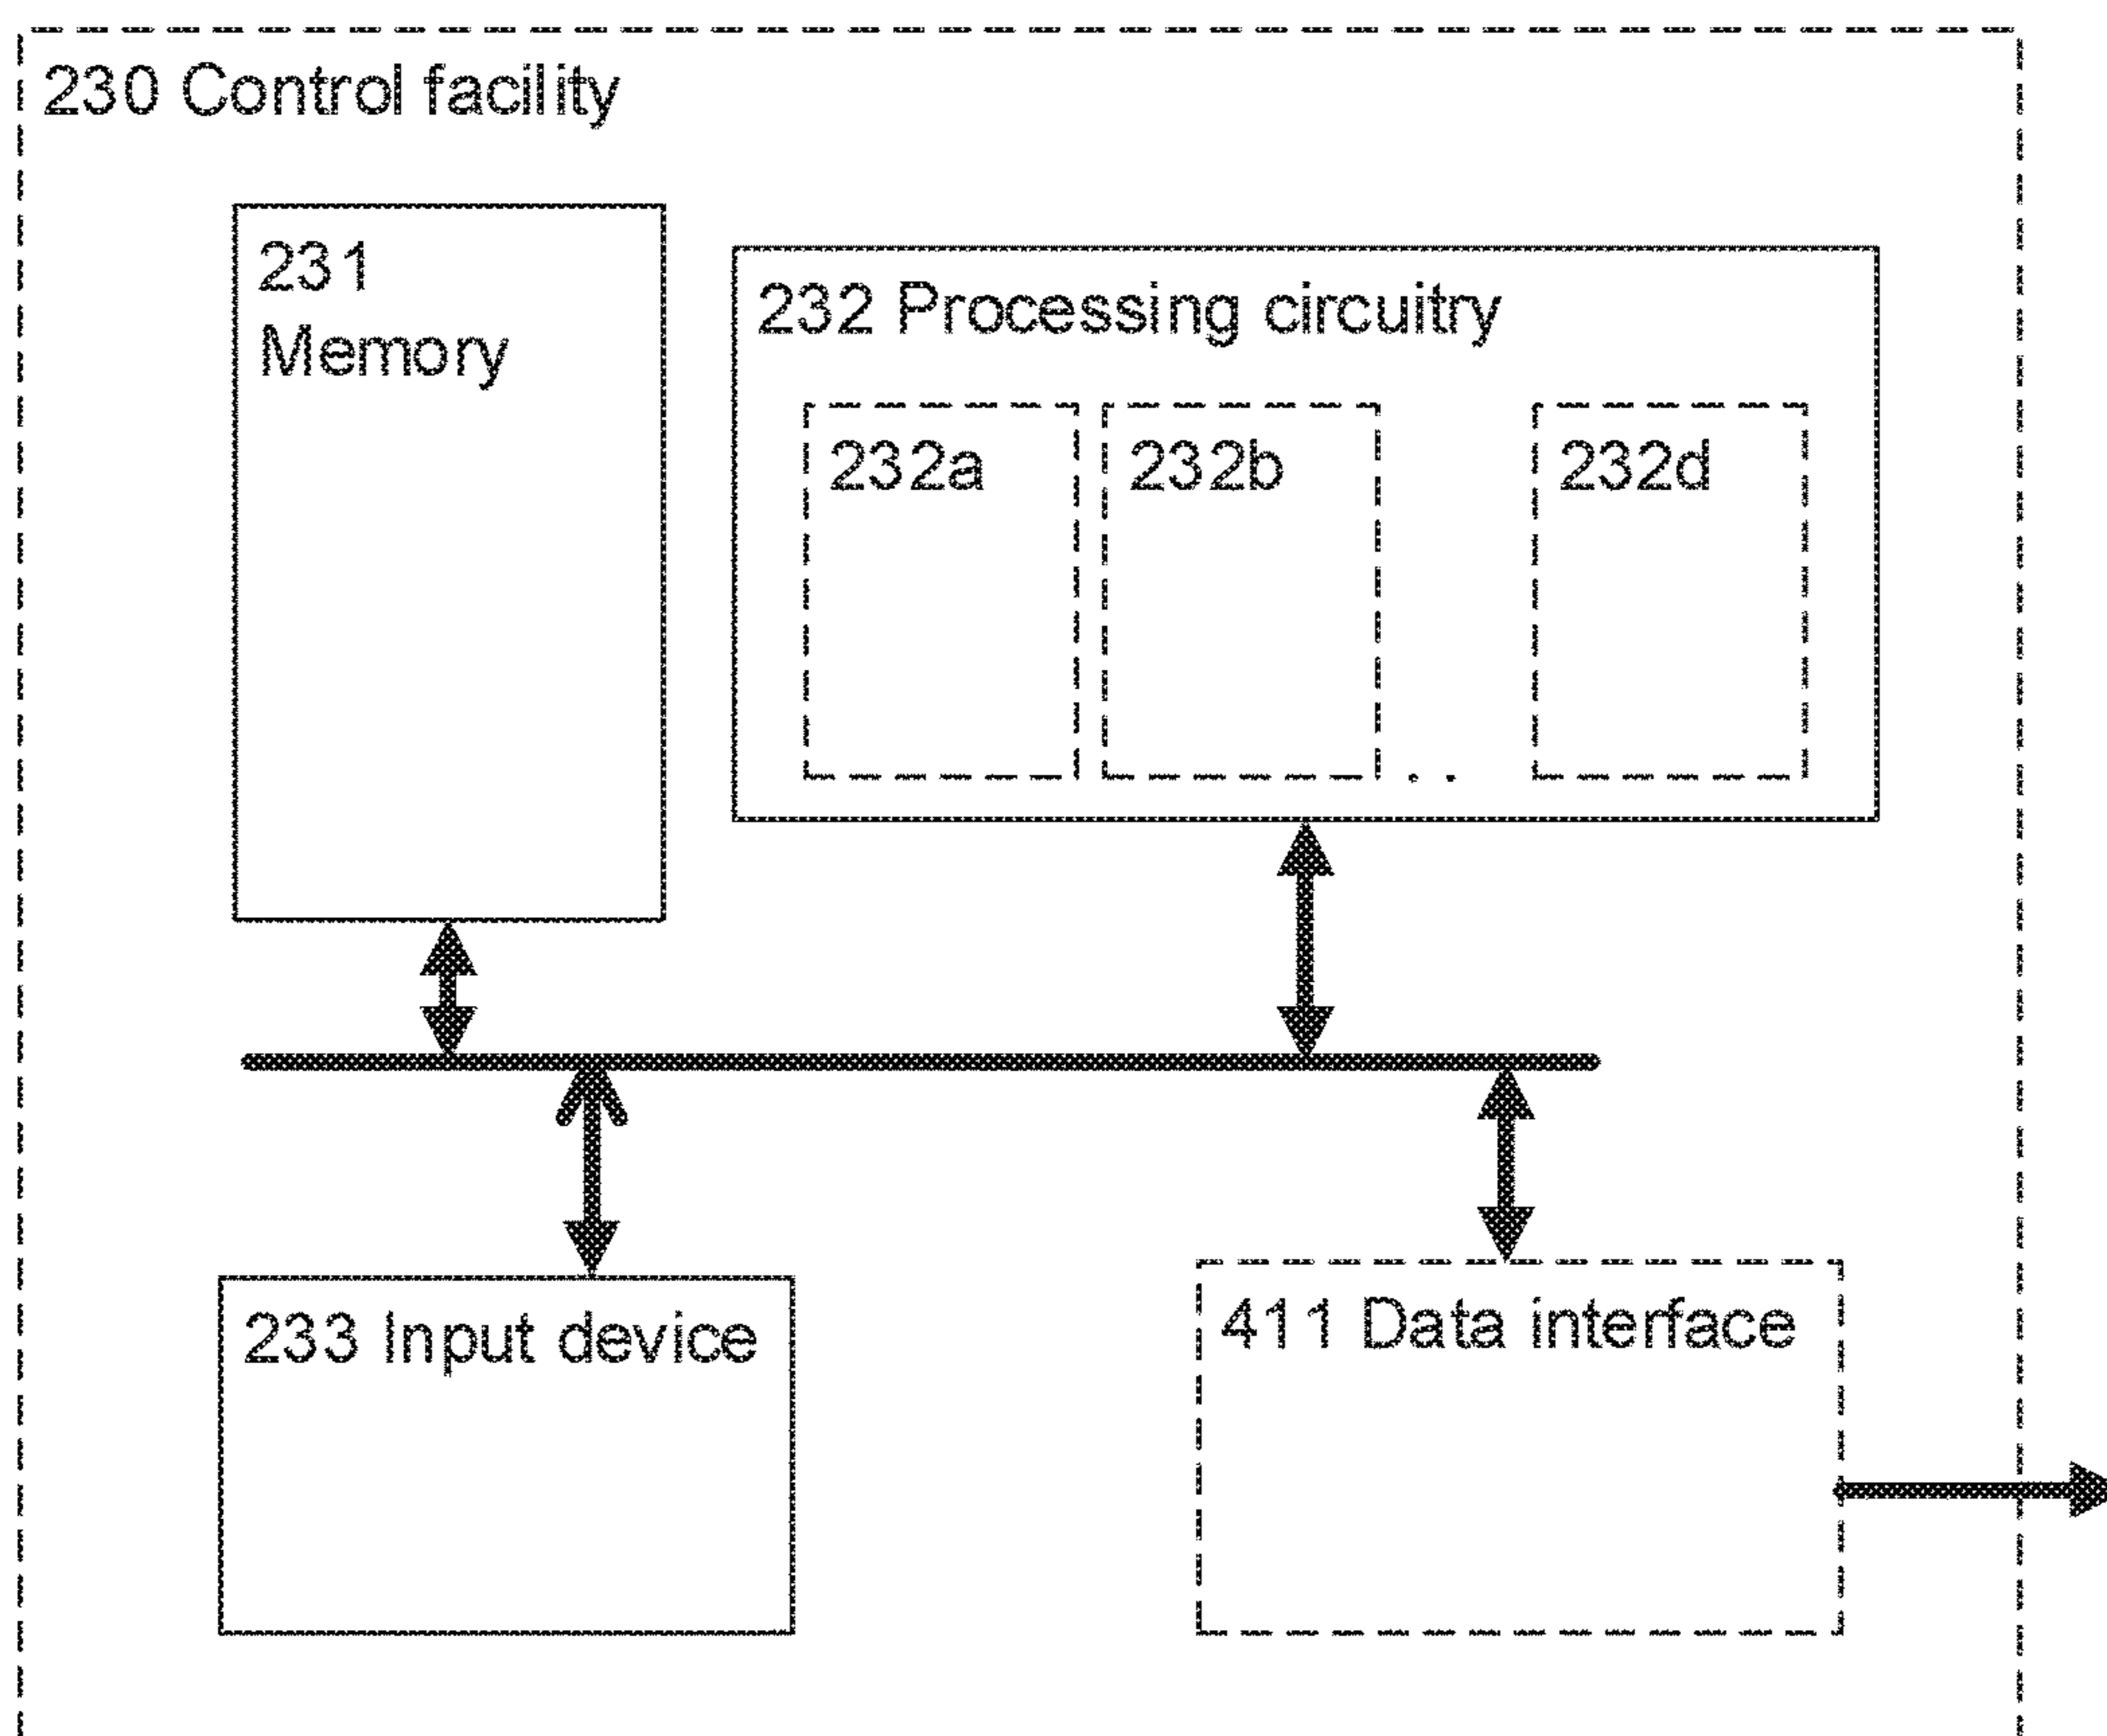 230 Control facility
231
Memory
232 Processing circuitry
232a
232b
232d
233 Input device
411 Data interface